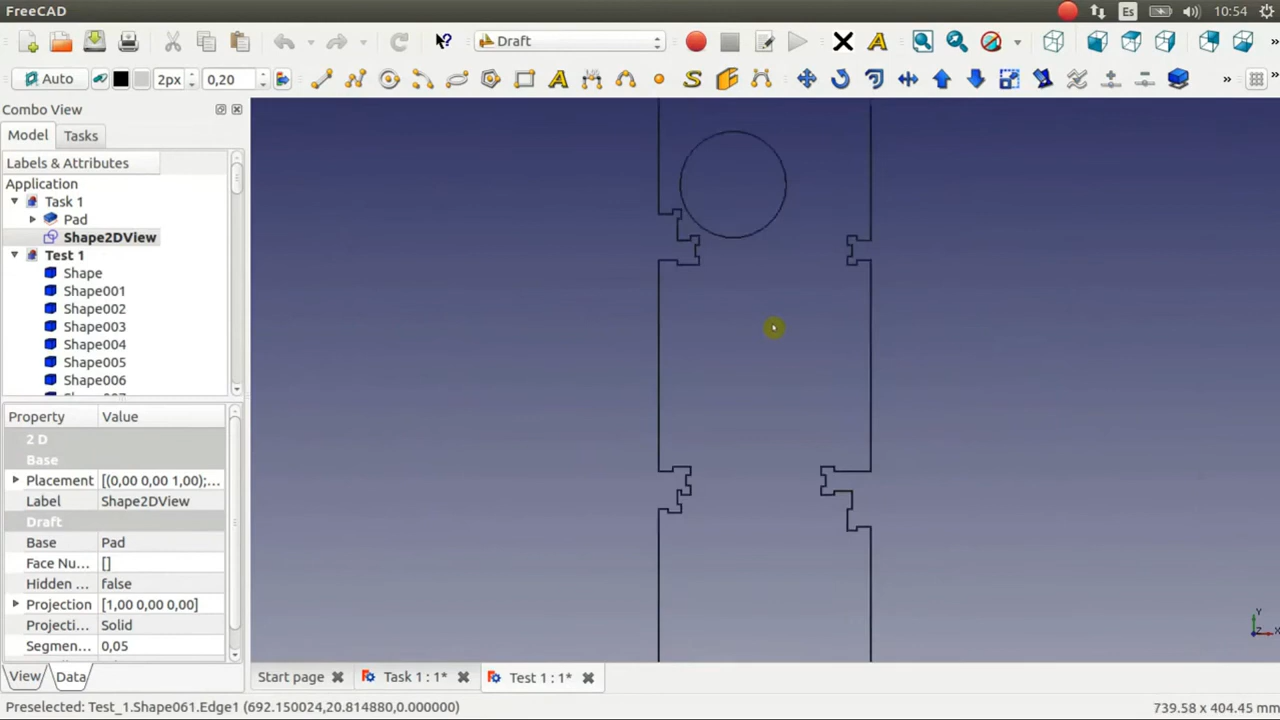 FreeCAD
Es
10:54
Draft
»
Auto
2px
0,20
»
»
Combo View
Model
Tasks
Labels & Attributes
Application
Task 1
Pad
Shape2DView
Test 1
Shape
Shape001
Shape002
Shape003
Shape004
Shape005
Shape006
Property
Value
2 D
Base
Placement
[(0,00 0,00 1,00);...
Label
Shape2DView
Draft
Base
Pad
Face Nu...
[]
Hidden ...
false
Projection
[1,00 0,00 0,00]
Projecti...
Solid
Segmen...
0,05
View
Data
Start page
Task 1 : 1*
Test 1 : 1*
Y
Z
X
Preselected: Test_1.Shape061.Edge1 (692.150024,20.814880,0.000000)
739.58 x 404.45 mm